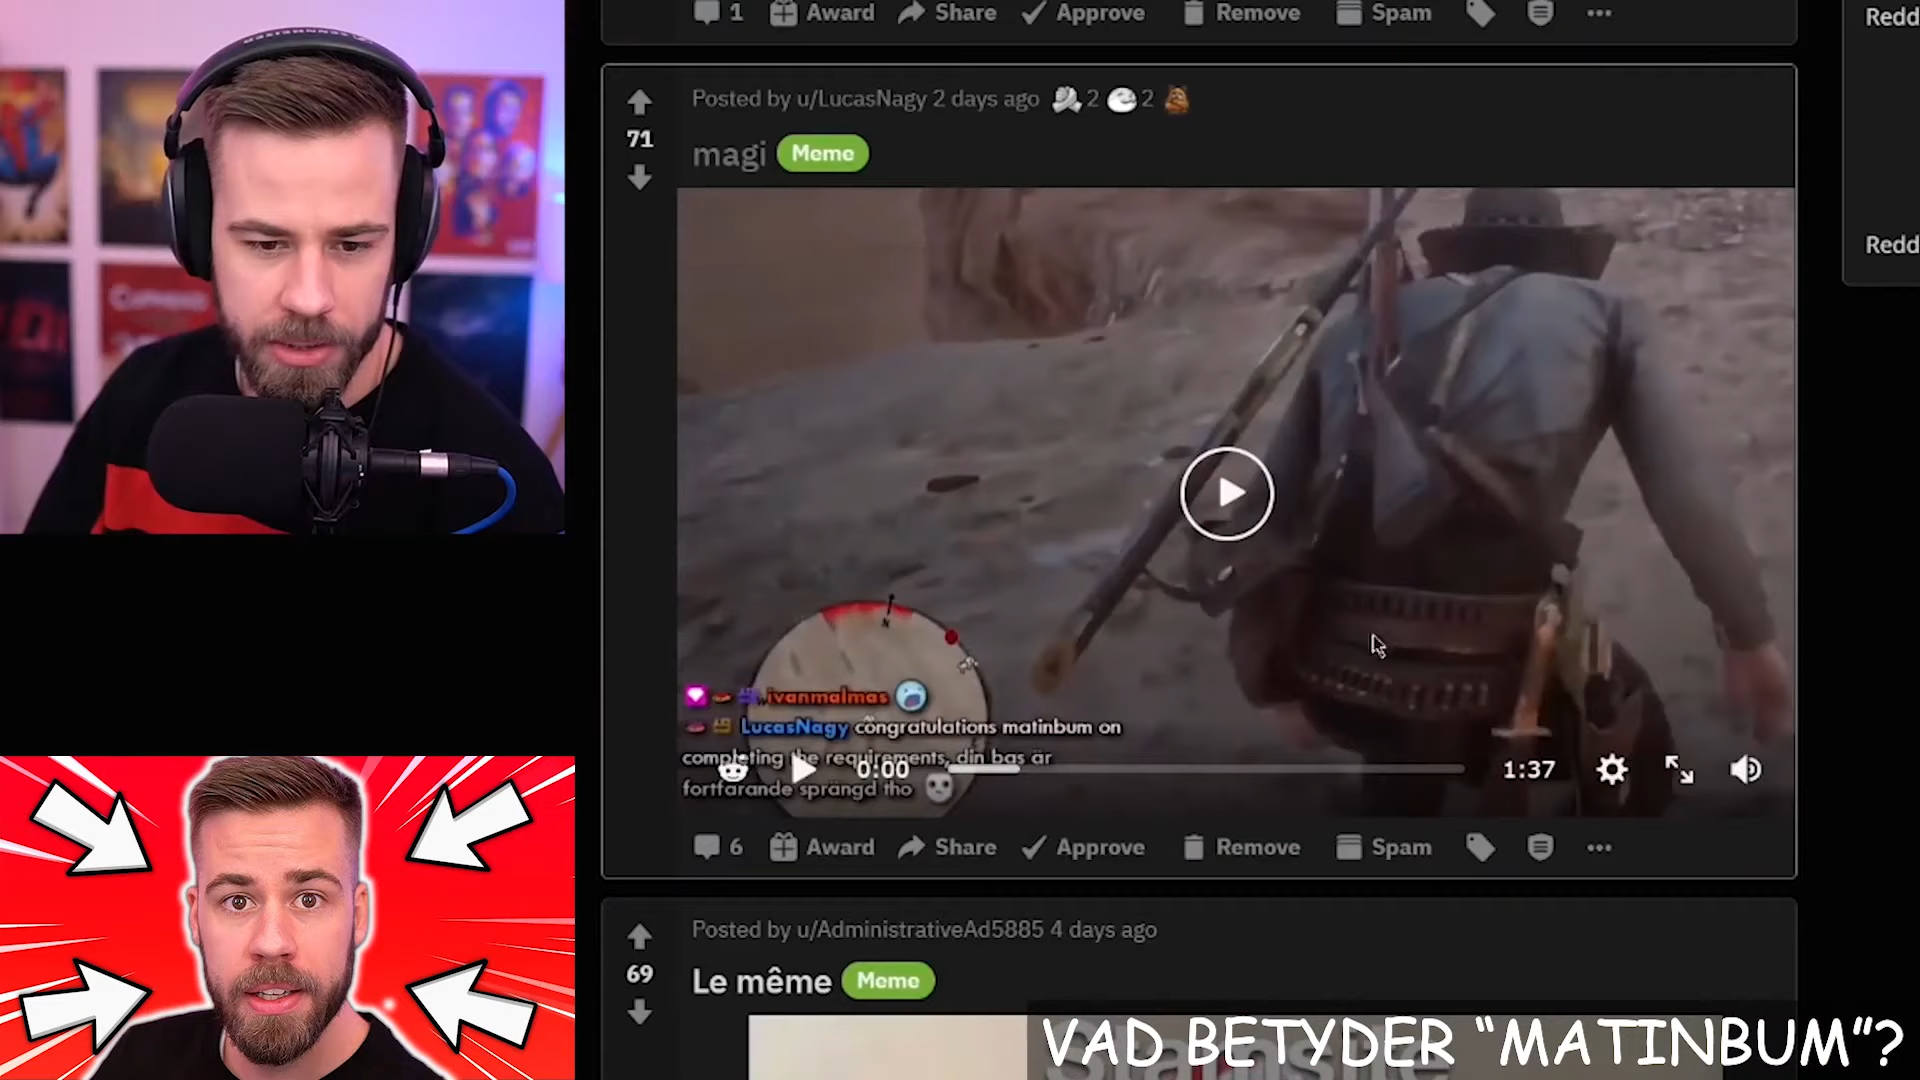 1 Award Share Approve Remove Spam
Redd
Posted by u/LucasNagy 2 days ago 2 2
71
magi Meme
Redd
ivanmalmas
LucasNagy congratulations matinbum on
completing the requirements, din bas är
fortfarande sprängd tho
0:00 1:37
6 Award Share Approve Remove Spam
Posted by u/AdministrativeAd5885 4 days ago
69
Le même Meme
VAD BETYDER "MATINBUM"?